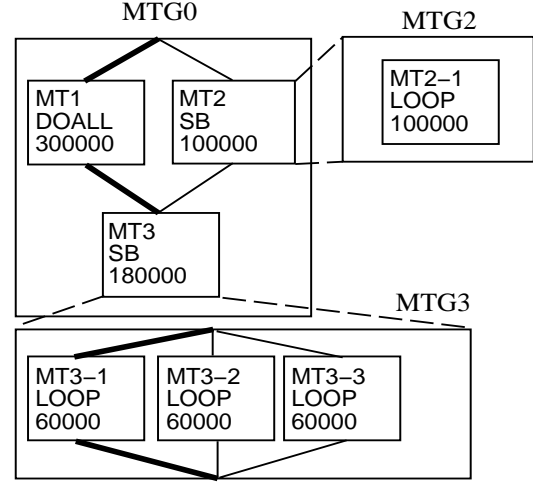 MTG0
MTG2
MT1
DOALL
300000
MT2
SB
100000
MT2−1
LOOP
100000
MT3
SB
180000
MTG3
MT3−1
LOOP
60000
MT3−2
LOOP
60000
MT3−3
LOOP
60000